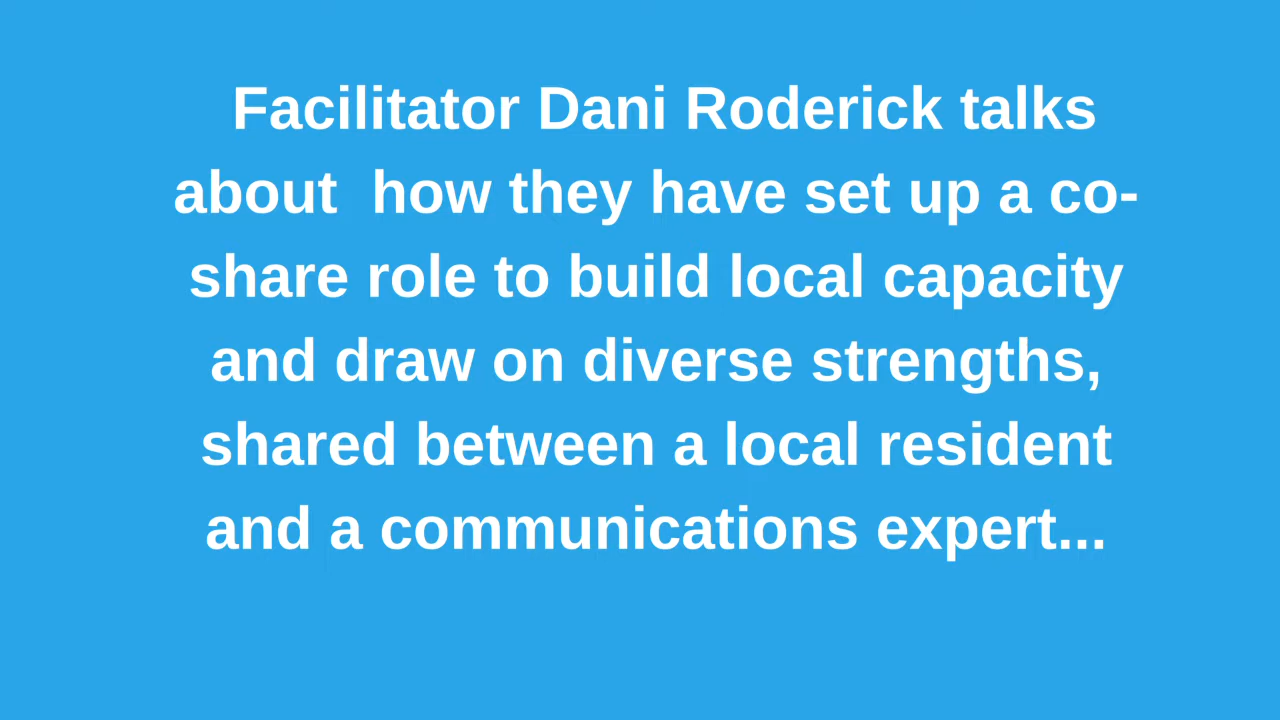 Facilitator Dani Roderick talks
about  how they have set up a co-
share role to build local capacity
and draw on diverse strengths,
shared between a local resident
and a communications expert...